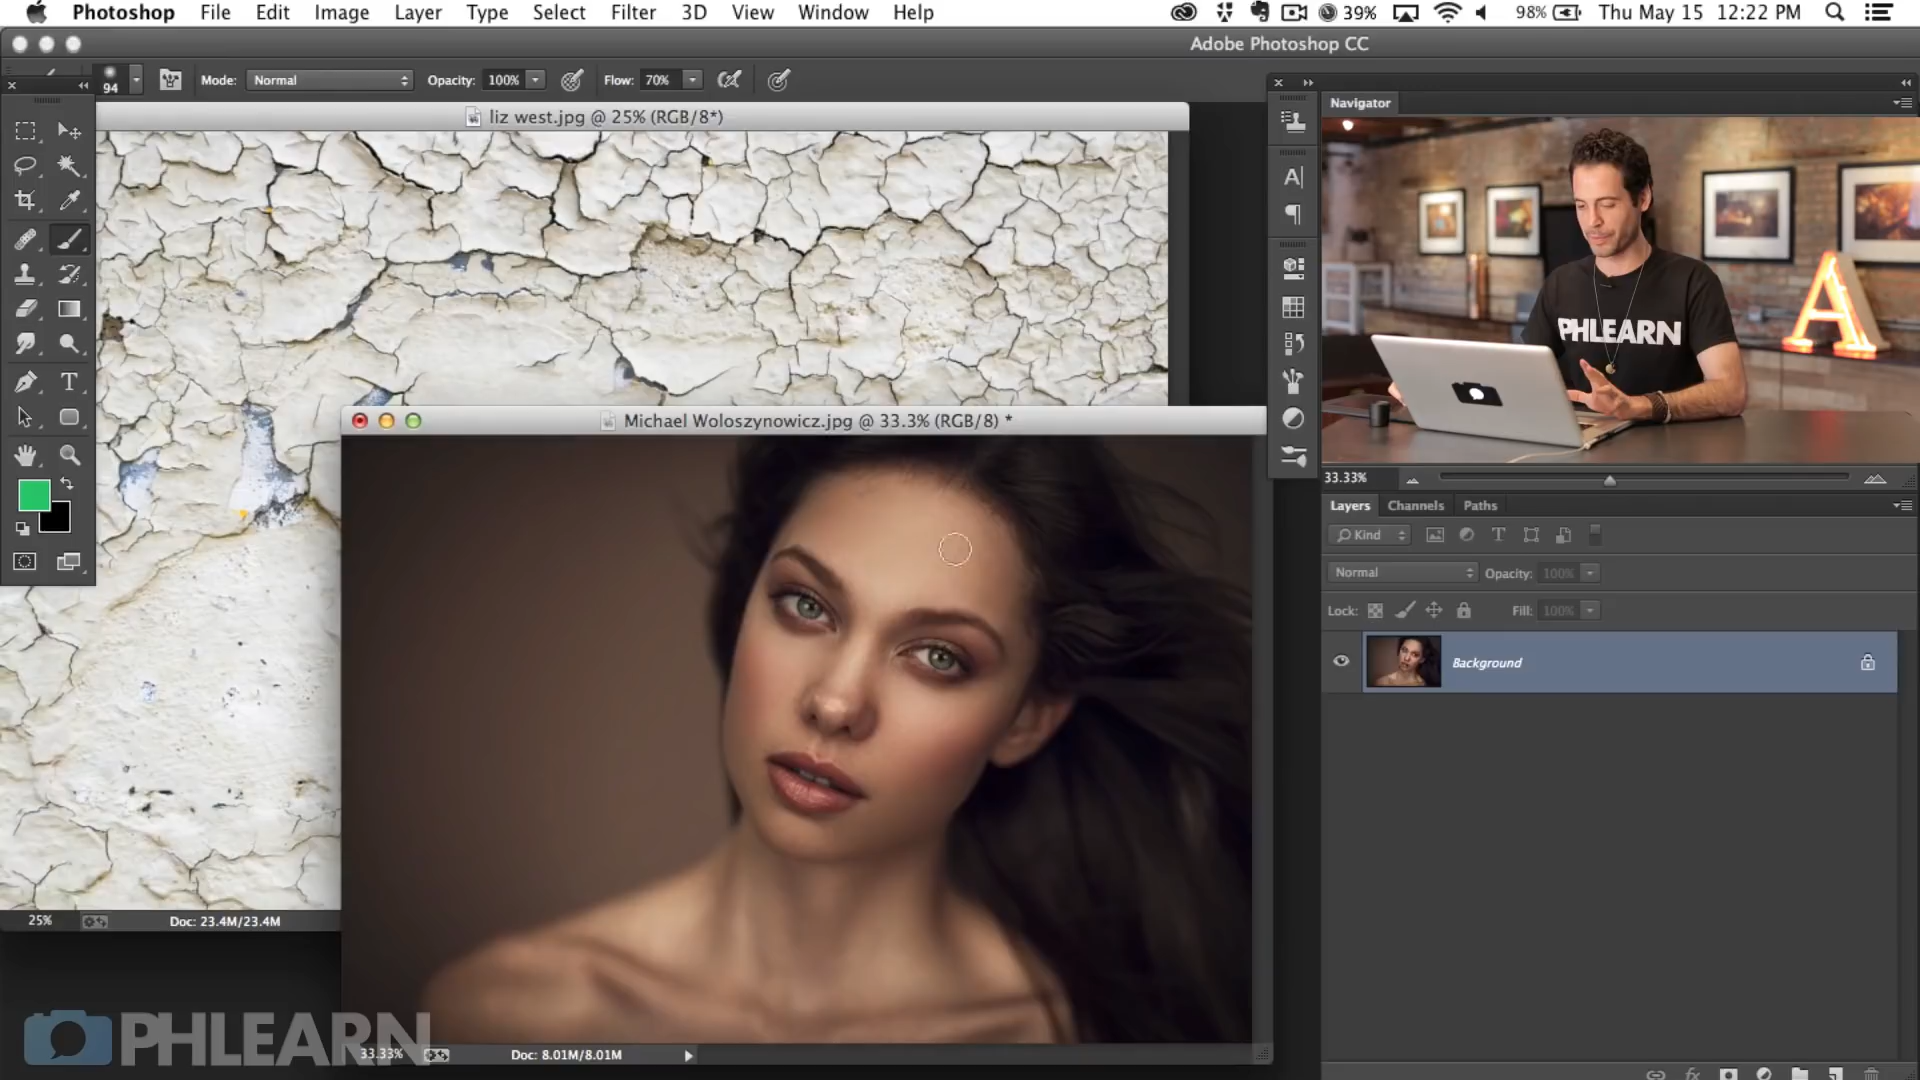 Photoshop File Edit Image Layer Type Select Filter 3D View Window Help 39% 98% Thu May 15 12:22 PM
Adobe Photoshop CC
94 Mode: Normal Opacity: 100% Flow: 70%
Navigator
liz west.jpg @ 25% (RGB/8*)
PHLEARN
A
Michael Woloszynowicz.jpg @ 33.3% (RGB/8) *
33.33%
Layers Channels Paths
Kind
Normal Opacity: 100%
Lock: Fill: 100%
Background
25% Doc: 23.4M/23.4M
PHLEARN
33.33% Doc: 8.01M/8.01M